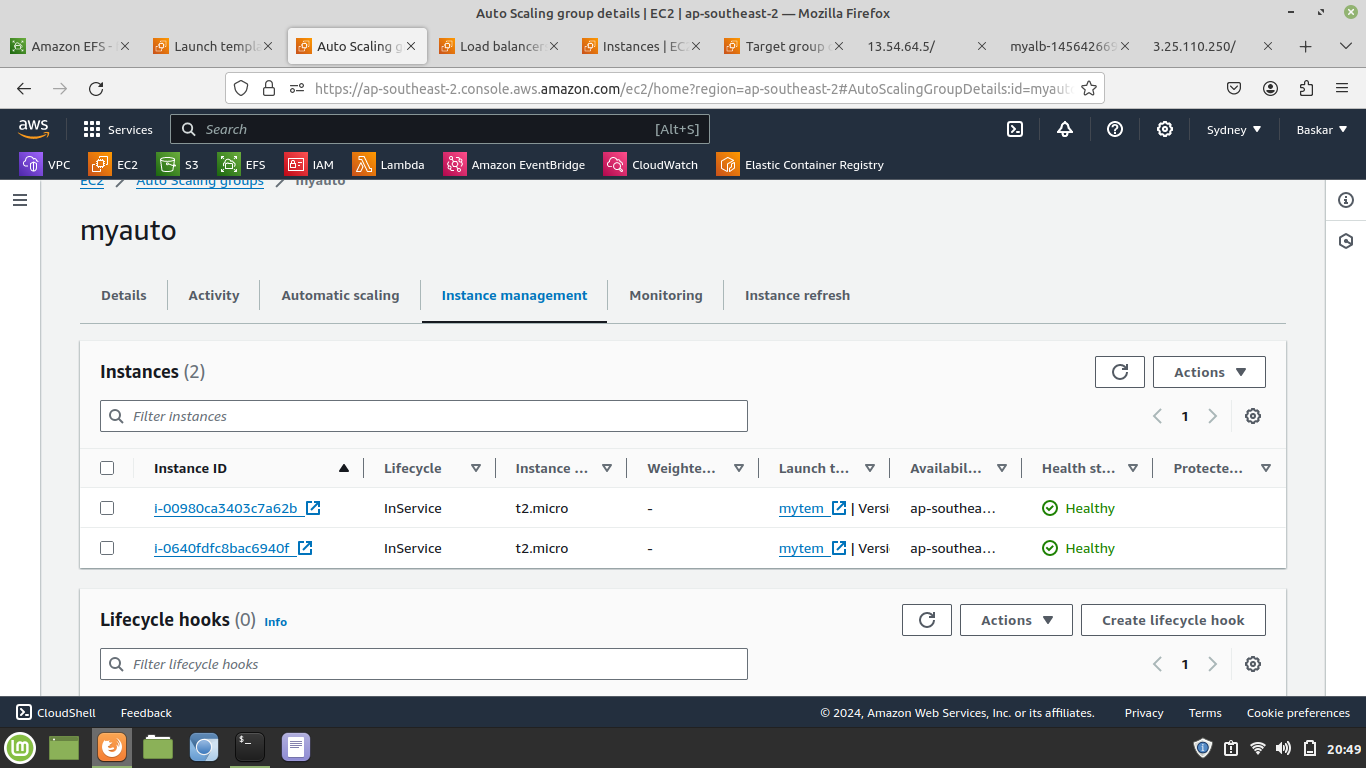 Auto Scaling group details | EC2 | ap-southeast-2 — Mozilla Firefox
Amazon EFS - Launch templa Auto Scaling g Load balancer Instances | EC2 Target group 13.54.64.5/ myalb-145642669 3.25.110.250/
https://ap-southeast-2.console.aws.amazon.com/ec2/home?region=ap-southeast-2#AutoScalingGroupDetails:id=myauto
aws Services Search [Alt+S] Sydney Baskar
VPC EC2 S3 EFS IAM Lambda Amazon EventBridge CloudWatch Elastic Container Registry
EC2 / Auto Scaling groups / myauto
myauto
Details Activity Automatic scaling Instance management Monitoring Instance refresh
Instances (2) Actions
Filter instances 1
Instance ID Lifecycle Instance ... Weighte... Launch t... Availabil... Health st... Protecte...
i-00980ca3403c7a62b InService t2.micro - mytem | Versi ap-southea... Healthy
i-0640fdfc8bac6940f InService t2.micro - mytem | Versi ap-southea... Healthy
Lifecycle hooks (0) Info Actions Create lifecycle hook
Filter lifecycle hooks 1
CloudShell Feedback © 2024, Amazon Web Services, Inc. or its affiliates. Privacy Terms Cookie preferences
20:49